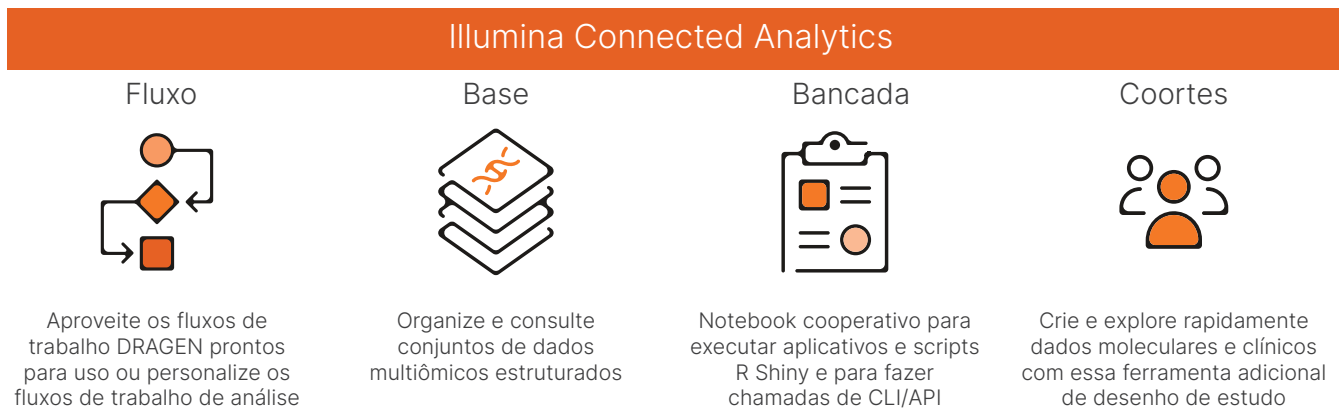 Illumina Connected Analytics
Fluxo
Base
Bancada
Coortes
Aproveite os fluxos de
trabalho DRAGEN prontos
para uso ou personalize os
fluxos de trabalho de análise
Organize e consulte
conjuntos de dados
multiômicos estruturados
Notebook cooperativo para
executar aplicativos e scripts
R Shiny e para fazer
chamadas de CLI/API
Crie e explore rapidamente
dados moleculares e clínicos
com essa ferramenta adicional
de desenho de estudo